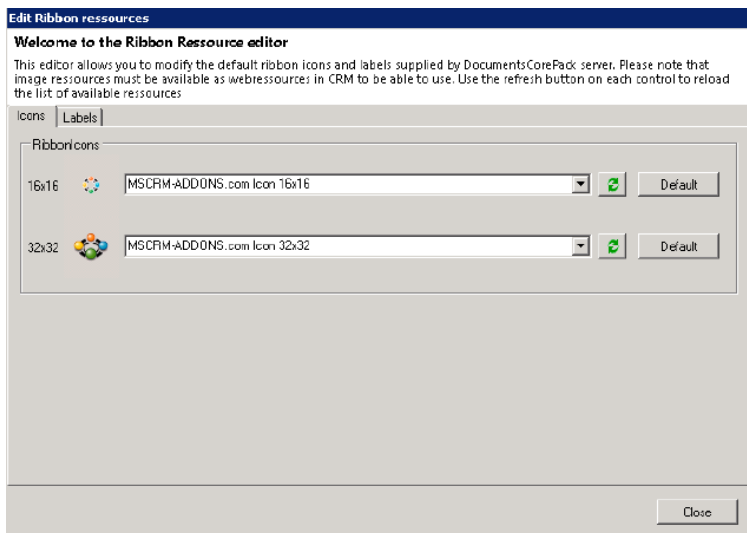 Edit Ribbon ressources
Welcome to the Ribbon Ressource editor
This editor allows you to modify the default ribbon icons and labels supplied by DocumentsCorePack server. Please note that
image ressources must be available as webressources in CRM to be able to use. Use the refresh button on each control to reload
the list of available ressources
Icons Labels
RibbonIcons
16x16 MSCRM-ADDONS.com Icon 16x16 Default
32x32 MSCRM-ADDONS.com Icon 32x32 Default
Close